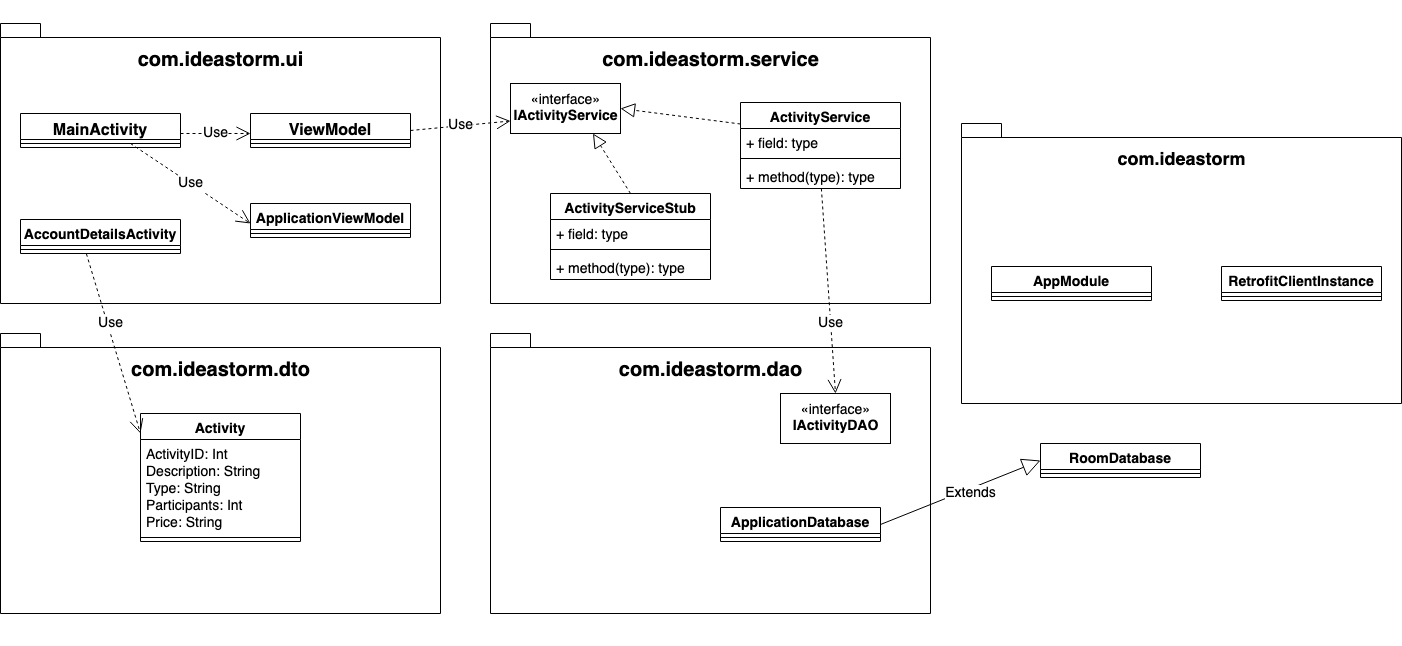 com.ideastorm.ui
MainActivity
Use
ViewModel
Use
Use
ApplicationViewModel
AccountDetailsActivity
Use
com.ideastorm.service
«interface»
IActivityService
ActivityService
+ field: type
+ method(type): type
ActivityServiceStub
+ field: type
+ method(type): type
Use
com.ideastorm
AppModule
RetrofitClientInstance
com.ideastorm.dto
Activity
ActivityID: Int
Description: String
Type: String
Participants: Int
Price: String
com.ideastorm.dao
«interface»
IActivityDAO
ApplicationDatabase
Extends
RoomDatabase